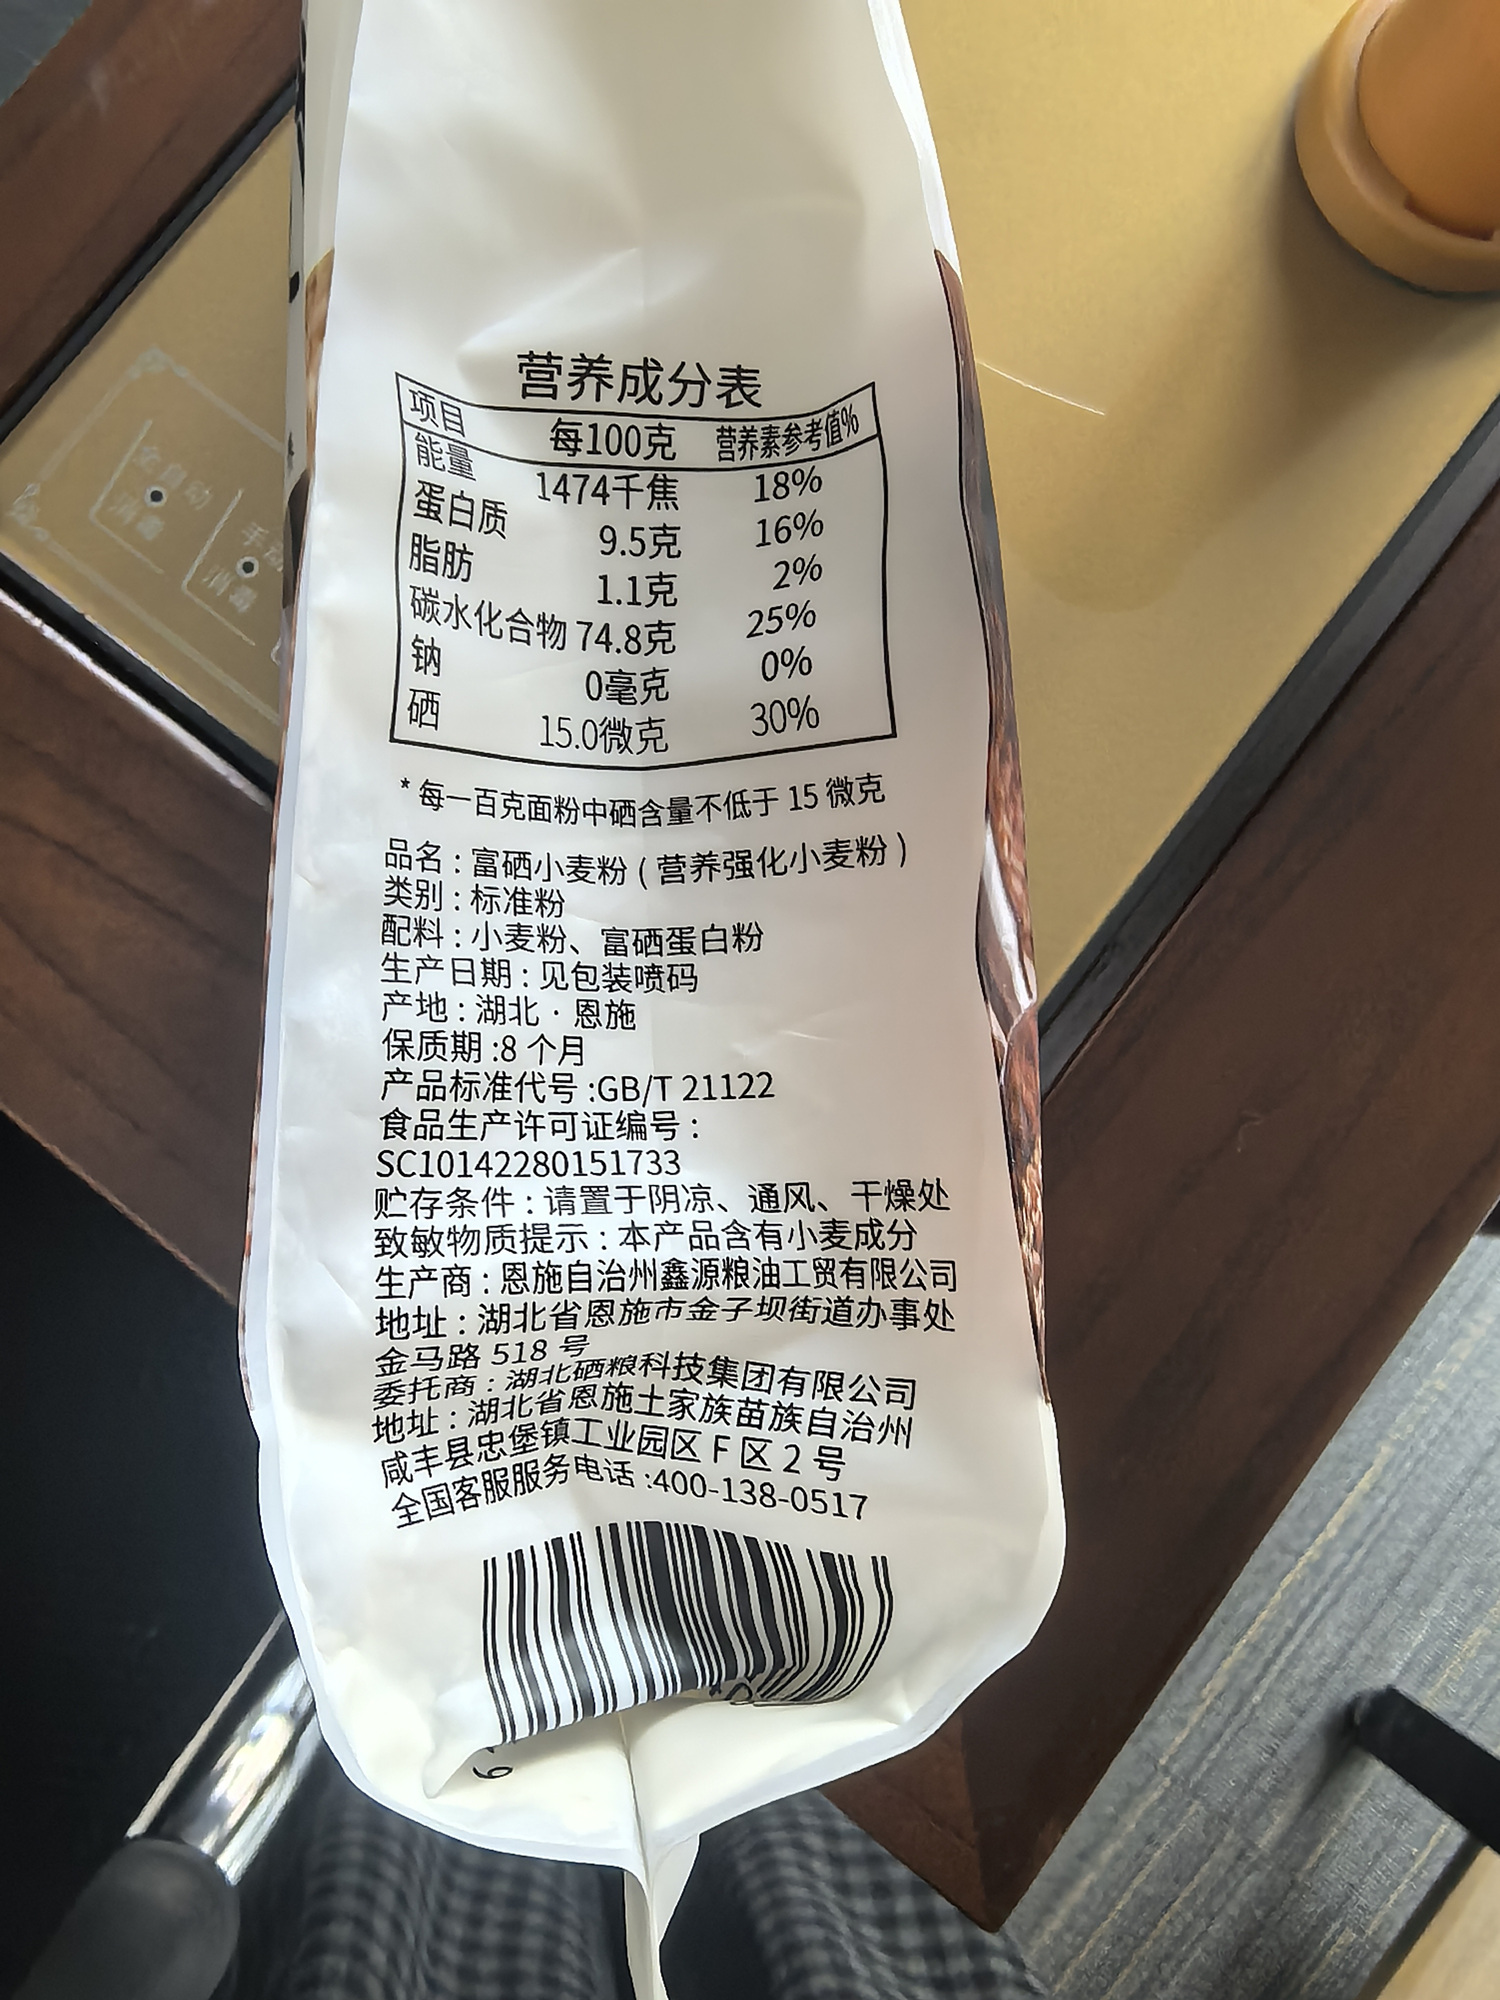 营养成分表
项目 每100克 营养素参考值%
能量 1474千焦 18%
蛋白质 9.5克 16%
脂肪 1.1克 2%
碳水化合物 74.8克 25%
钠 0毫克 0%
硒 15.0微克 30%
*每一百克面粉中硒含量不低于 15 微克
品名:富硒小麦粉(营养强化小麦粉)
类别:标准粉
配料:小麦粉、富硒蛋白粉
生产日期:见包装喷码
产地:湖北·恩施
保质期:8 个月
产品标准代号:GB/T 21122
食品生产许可证编号:
SC10142280151733
贮存条件:请置于阴凉、通风、干燥处
致敏物质提示:本产品含有小麦成分
生产商:恩施自治州鑫源粮油工贸有限公司
地址:湖北省恩施市金子坝街道办事处
金马路 518 号
委托商:湖北硒粮科技集团有限公司
地址:湖北省恩施土家族苗族自治州
咸丰县忠堡镇工业园区 F 区 2 号
全国客服服务电话:400-138-0517
全自动
消毒
手动
消毒